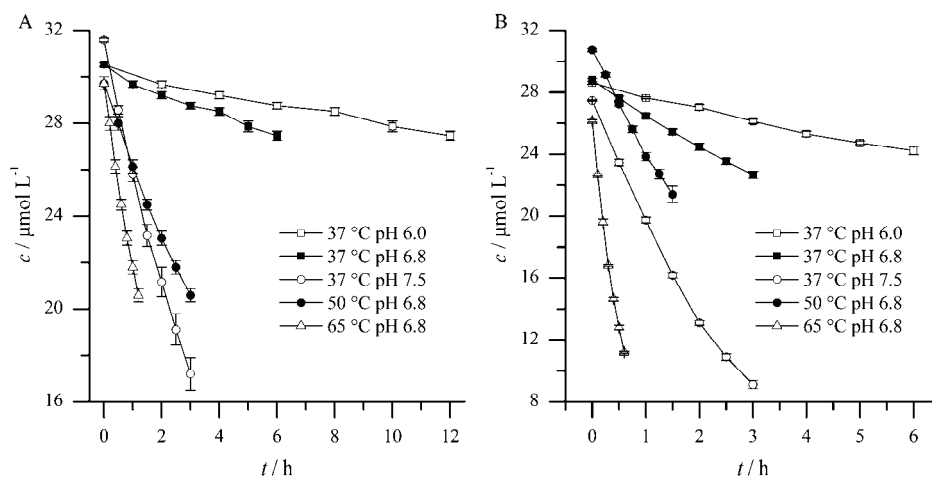 A
32
28
24
20
16
c / μmol L⁻¹
37 °C pH 6.0
37 °C pH 6.8
37 °C pH 7.5
50 °C pH 6.8
65 °C pH 6.8
0 2 4 6 8 10 12
t / h
B
32
28
24
20
16
12
8
c / μmol L⁻¹
37 °C pH 6.0
37 °C pH 6.8
37 °C pH 7.5
50 °C pH 6.8
65 °C pH 6.8
0 1 2 3 4 5 6
t / h